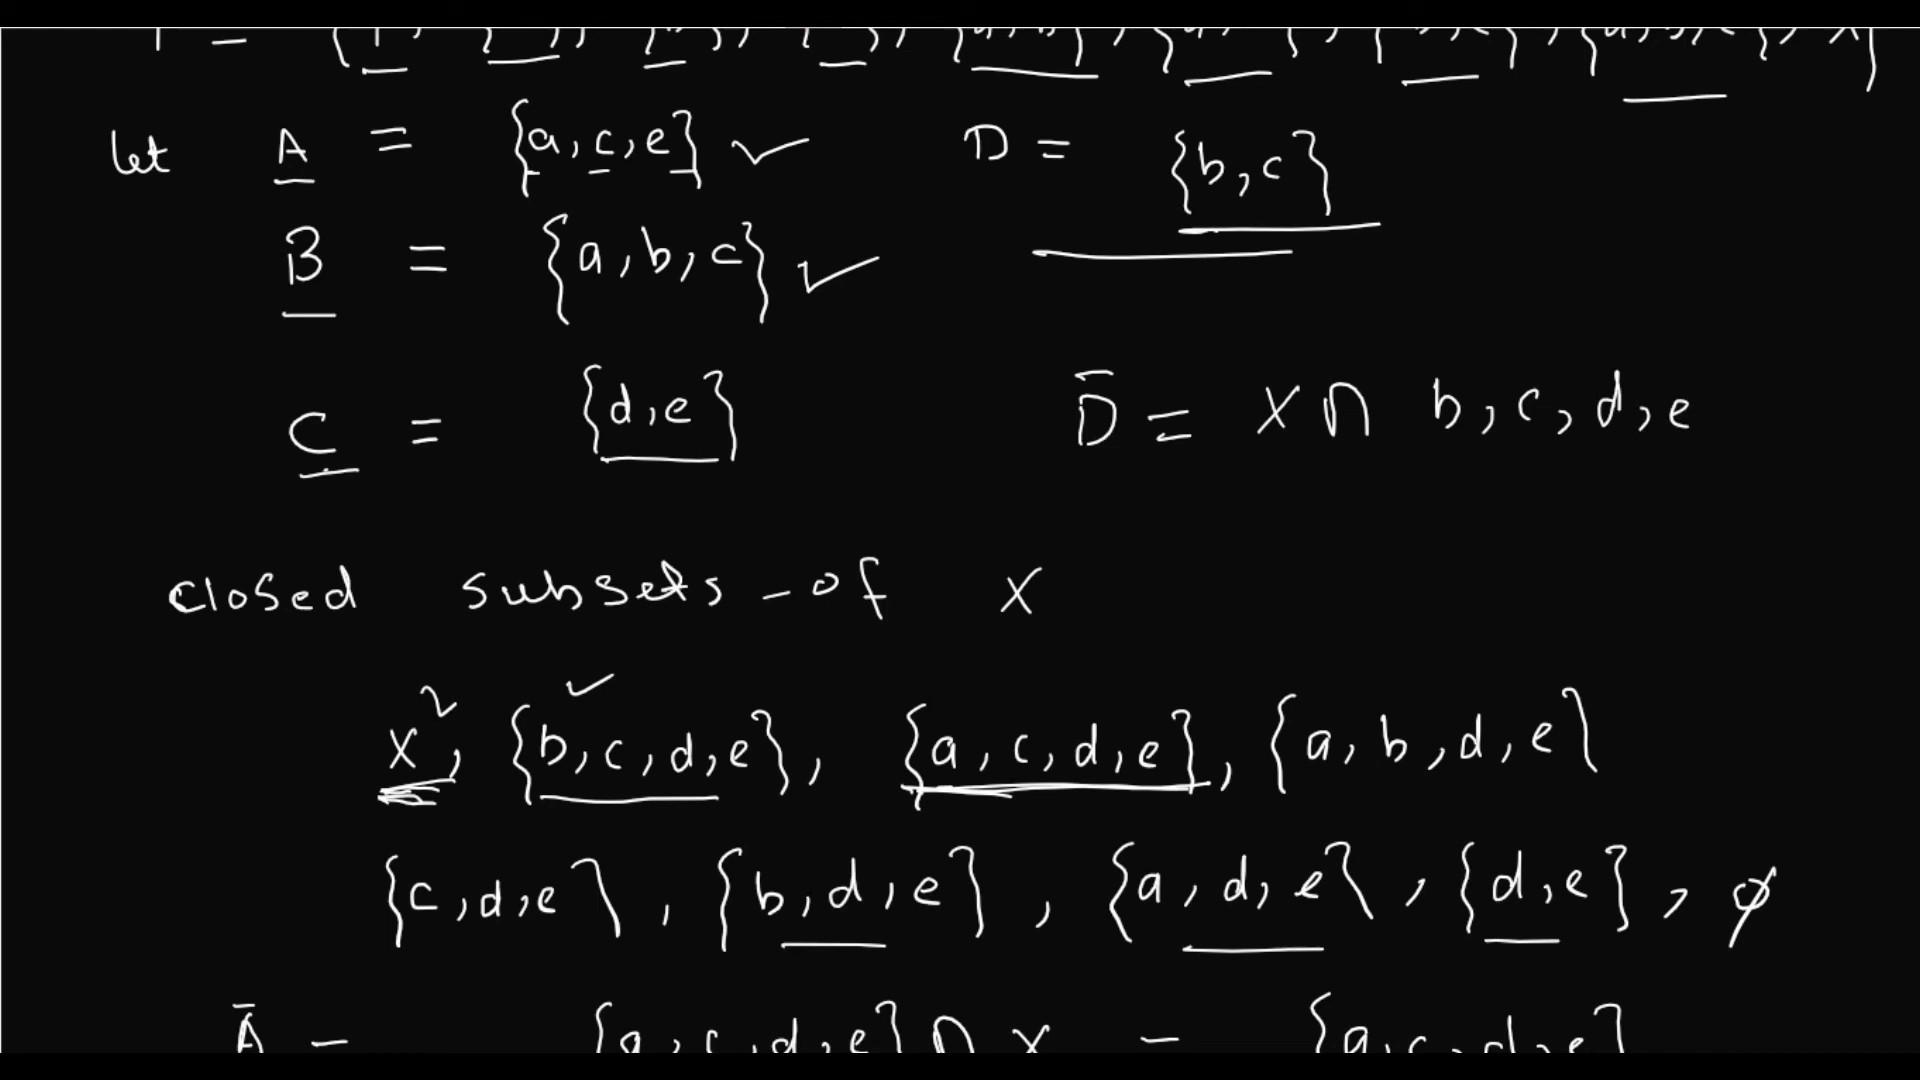 let A = {a, c, e} ✓ D = {b, c}
B = {a, b, c} ✓
C = {d, e} D̄ = X ∩ b, c, d, e
closed subsets of X
X, {b, c, d, e}, {a, c, d, e}, {a, b, d, e}
{c, d, e}, {b, d, e}, {a, d, e}, {d, e}, φ
Ā = {a, c, d, e} ∩ X = {a, c, d, e}